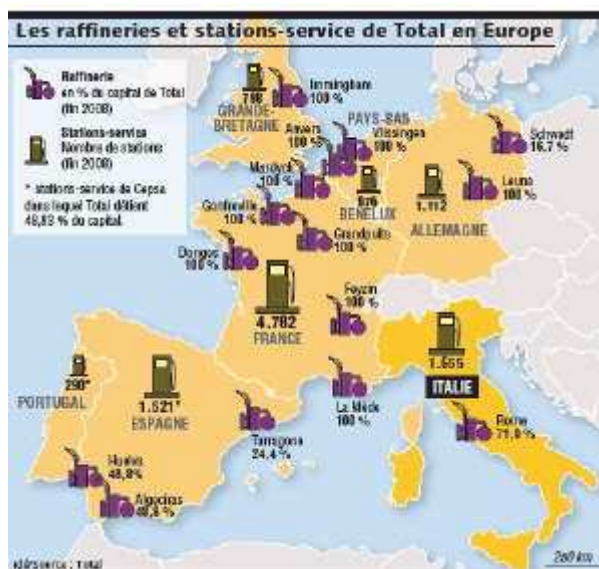 Les raffineries et stations-service de Total en Europe
Raffinerie
en % du capital de Total
(fin 2008)
Stations-service
Nombre de stations
(fin 2008)
* stations-service de Cepsa
dans lequel Total détient
48,83 % du capital.
GRANDE-
BRETAGNE
Immingham
100 %
Anvers
100 %
PAYS-BAS
Vlissingen
100 %
Schwedt
16,7 %
Mardyck
100 %
BENELUX
1.112
ALLEMAGNE
Leuna
100 %
Gonfreville
100 %
Grandpuits
100 %
Donges
100 %
4.782
FRANCE
Feyzin
100 %
1.555
ITALIE
290*
PORTUGAL
1.521*
ESPAGNE
La Mède
100 %
Rome
Tarragone
24,4 %
Huelva
48,8%
Algeciras
48,8 %
source : Total